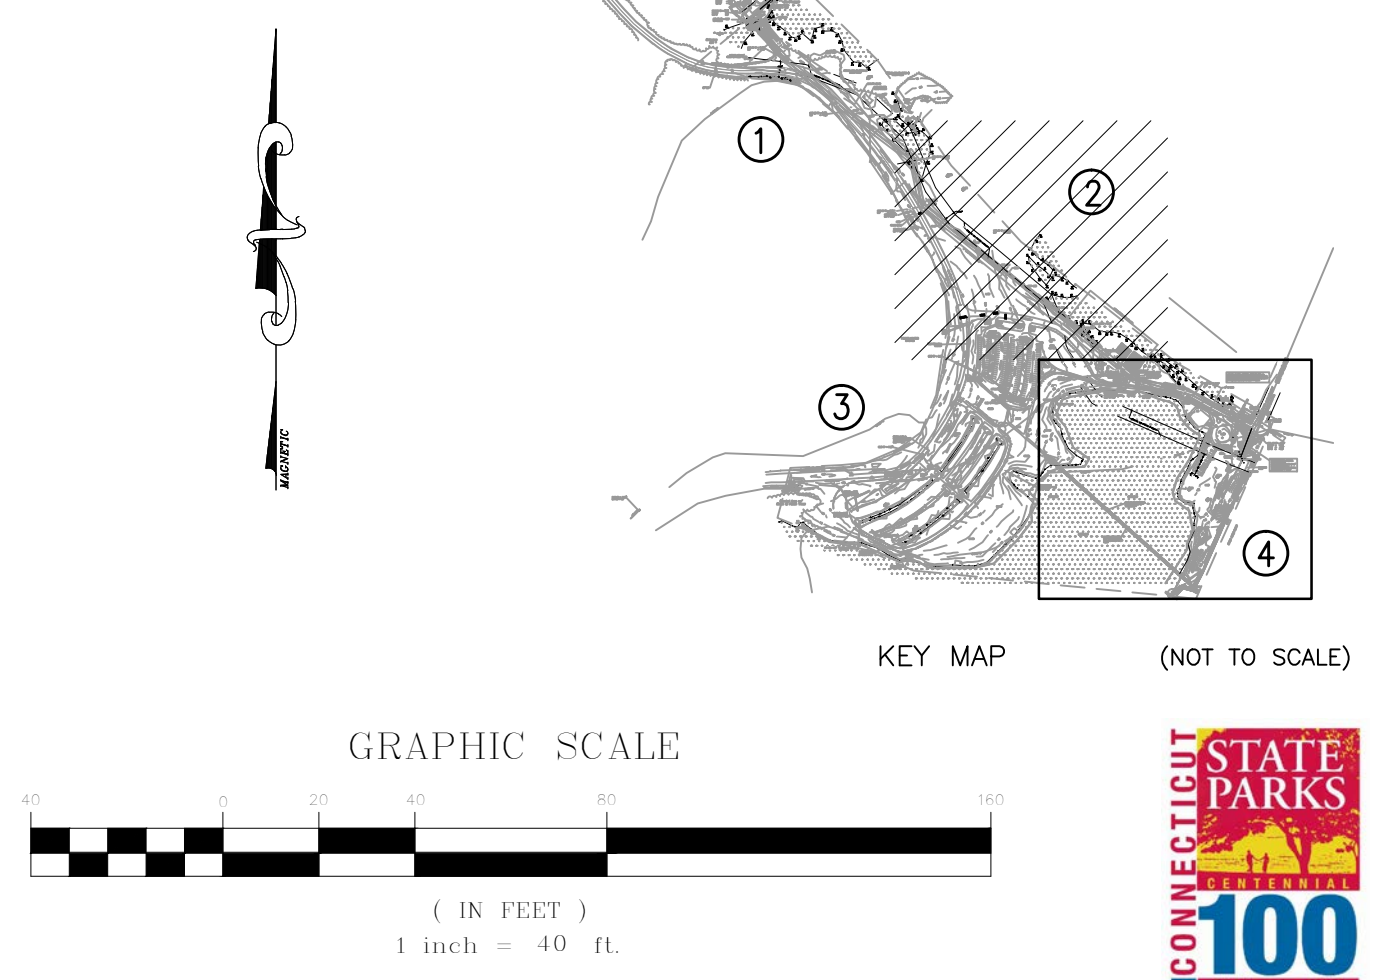 1
2
3
4
MAGNETIC
KEY MAP (NOT TO SCALE)
GRAPHIC SCALE
40 0 20 40 80 160
( IN FEET )
1 inch = 40 ft.
CONNECTICUT
STATE
PARKS
CENTENNIAL
100